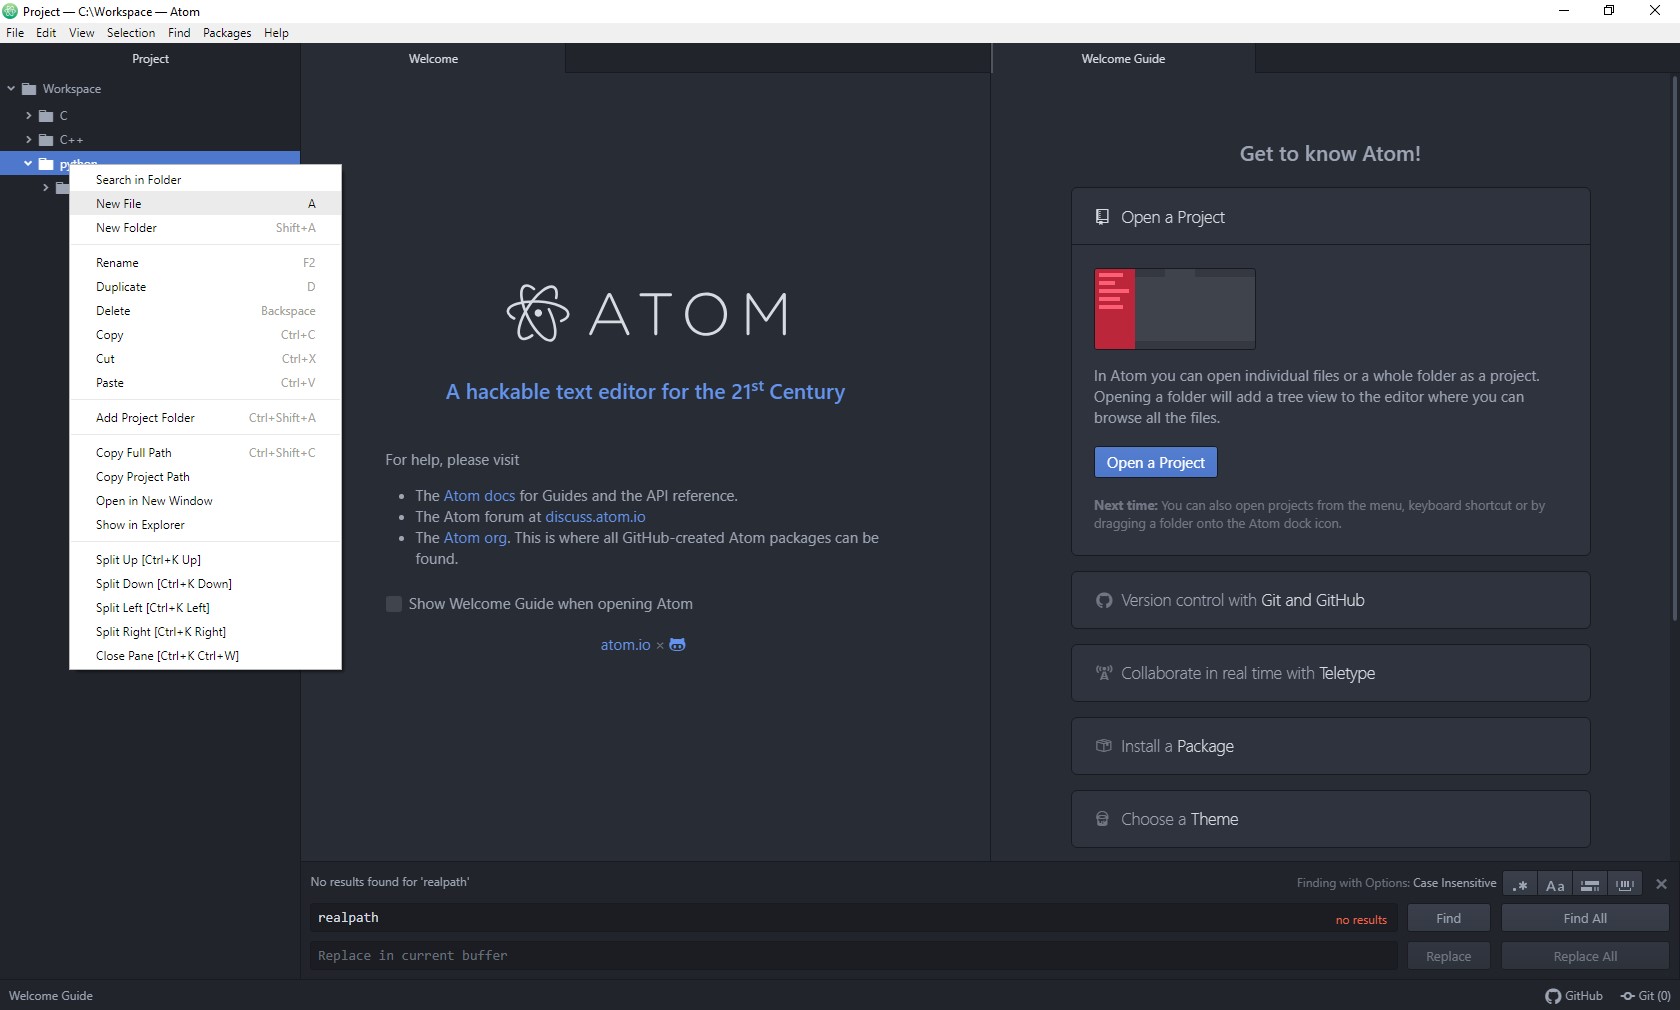 Project — C:\Workspace — Atom
File Edit View Selection Find Packages Help
Project
Welcome
Welcome Guide
Workspace
C
C++
python
Search in Folder
New File A
New Folder Shift+A
Rename F2
Duplicate D
Delete Backspace
Copy Ctrl+C
Cut Ctrl+X
Paste Ctrl+V
Add Project Folder Ctrl+Shift+A
Copy Full Path Ctrl+Shift+C
Copy Project Path
Open in New Window
Show in Explorer
Split Up [Ctrl+K Up]
Split Down [Ctrl+K Down]
Split Left [Ctrl+K Left]
Split Right [Ctrl+K Right]
Close Pane [Ctrl+K Ctrl+W]
ATOM
A hackable text editor for the 21st Century
For help, please visit
• The Atom docs for Guides and the API reference.
• The Atom forum at discuss.atom.io
• The Atom org. This is where all GitHub-created Atom packages can be
found.
Show Welcome Guide when opening Atom
atom.io ×
Get to know Atom!
Open a Project
In Atom you can open individual files or a whole folder as a project.
Opening a folder will add a tree view to the editor where you can
browse all the files.
Open a Project
Next time: You can also open projects from the menu, keyboard shortcut or by
dragging a folder onto the Atom dock icon.
Version control with Git and GitHub
Collaborate in real time with Teletype
Install a Package
Choose a Theme
No results found for 'realpath'
Finding with Options: Case Insensitive
.* Aa
realpath
no results
Find
Find All
Replace in current buffer
Replace
Replace All
Welcome Guide
GitHub
Git (0)